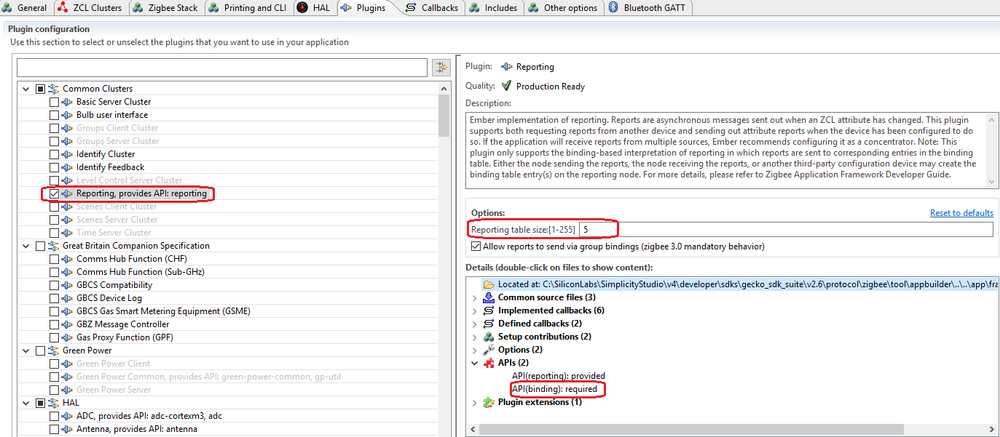 General
ZCL Clusters
Zigbee Stack
Printing and CLI
HAL
Plugins
Callbacks
Includes
Other options
Bluetooth GATT
Plugin configuration
Use this section to select or unselect the plugins that you want to use in your application
Common Clusters
Basic Server Cluster
Bulb user interface
Groups Client Cluster
Groups Server Cluster
Identify Cluster
Identify Feedback
Level Control Server Cluster
Reporting, provides API: reporting
Scenes Client Cluster
Scenes Server Cluster
Time Server Cluster
Great Britain Companion Specification
Comms Hub Function (CHF)
Comms Hub Function (Sub-GHz)
GBCS Compatibility
GBCS Device Log
GBCS Gas Smart Metering Equipment (GSME)
GBZ Message Controller
Gas Proxy Function (GPF)
Green Power
Green Power Client
Green Power Common, provides API: green-power-common, gp-util
Green Power Server
HAL
ADC, provides API: adc-cortexm3, adc
Antenna, provides API: antenna
Plugin: Reporting
Quality: Production Ready
Description:
Ember implementation of reporting. Reports are asynchronous messages sent out when an ZCL attribute has changed. This plugin
supports both requesting reports from another device and sending out attribute reports when the device has been configured to do
so. If the application will receive reports from multiple sources, Ember recommends configuring it as a concentrator. Note: This
plugin only supports the binding-based interpretation of reporting in which reports are sent to corresponding entries in the binding
table. Either the node sending the reports, the node receiving the reports, or another third-party configuration device may create the
binding table entry(s) on the reporting node. For more details, please refer to Zigbee Application Framework Developer Guide.
Options:
Reset to defaults
Reporting table size:[1-255] 5
Allow reports to send via group bindings (zigbee 3.0 mandatory behavior)
Details (double-click on files to show content):
Located at: C:\SiliconLabs\SimplicityStudio\v4\developer\sdks\gecko_sdk_suite\v2.6\protocol\zigbee\tool\appbuilder\..\..\app\fra
Common source files (3)
Implemented callbacks (6)
Defined callbacks (2)
Setup contributions (2)
Options (2)
APIs (2)
API(reporting): provided
API(binding): required
Plugin extensions (1)